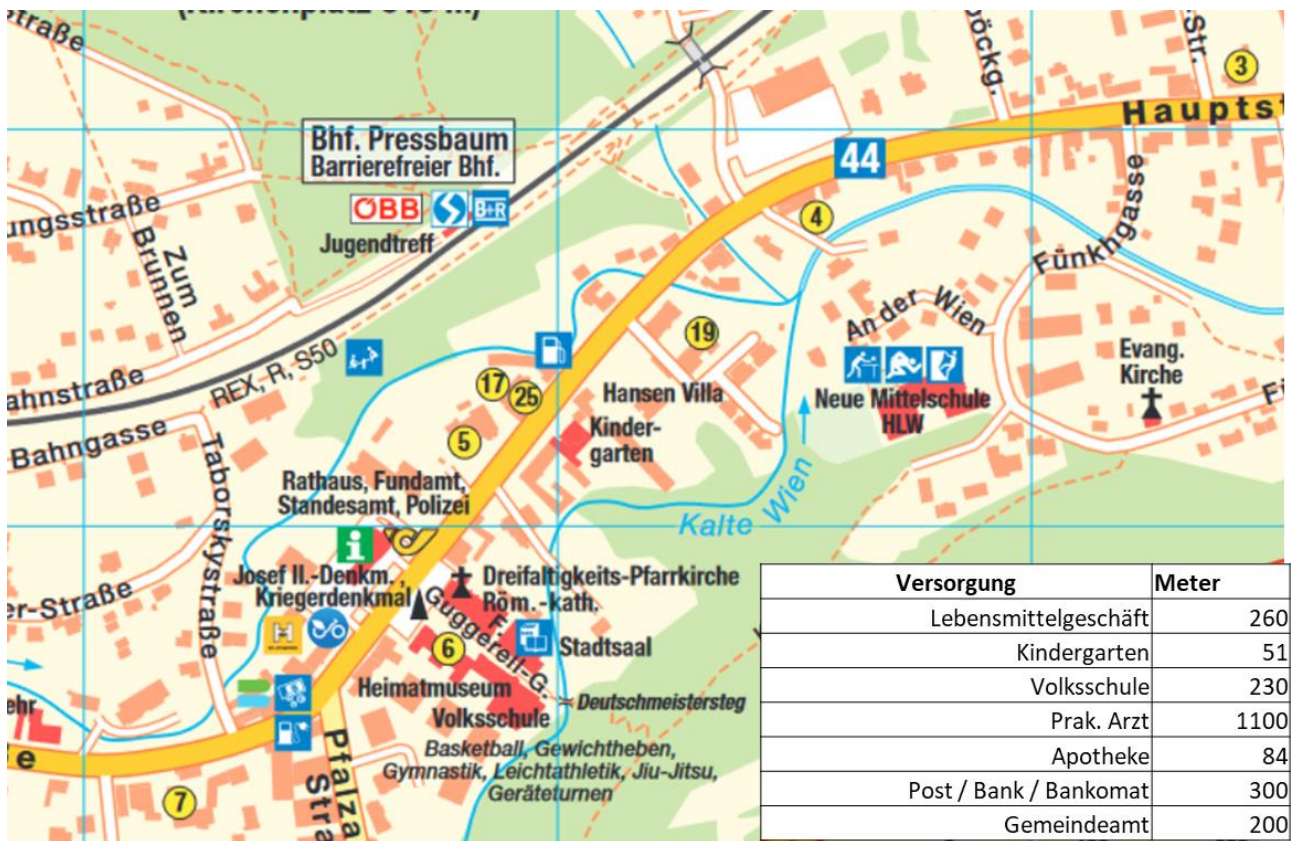 traße
Bhf. Pressbaum
Barrierefreier Bhf.
ÖBB
B+R
Jugendtreff
ungsstraße
Zum
Brunnen
ahnstraße
REX, R, S50
Bahngasse
Taborskystraße
er-Straße
44
Hauptst
Str.
3
4
Fünkhgasse
An der Wien
19
17
25
5
Hansen Villa
Kinder-
garten
Neue Mittelschule
HLW
Evang.
Kirche
Kalte Wien
Rathaus, Fundamt,
Standesamt, Polizei
i
Josef II.-Denkm.,
Kriegerdenkmal
H
Dreifaltigkeits-Pfarrkirche
Röm.-kath.
F.
Guggerell-G.
6
Stadtsaal
Heimatmuseum
Volksschule
Deutschmeistersteg
Basketball, Gewichtheben,
Gymnastik, Leichtathletik, Jiu-Jitsu,
Geräteturnen
ehr
7
Pfalza
Stra
Versorgung Meter
Lebensmittelgeschäft 260
Kindergarten 51
Volksschule 230
Prak. Arzt 1100
Apotheke 84
Post / Bank / Bankomat 300
Gemeindeamt 200